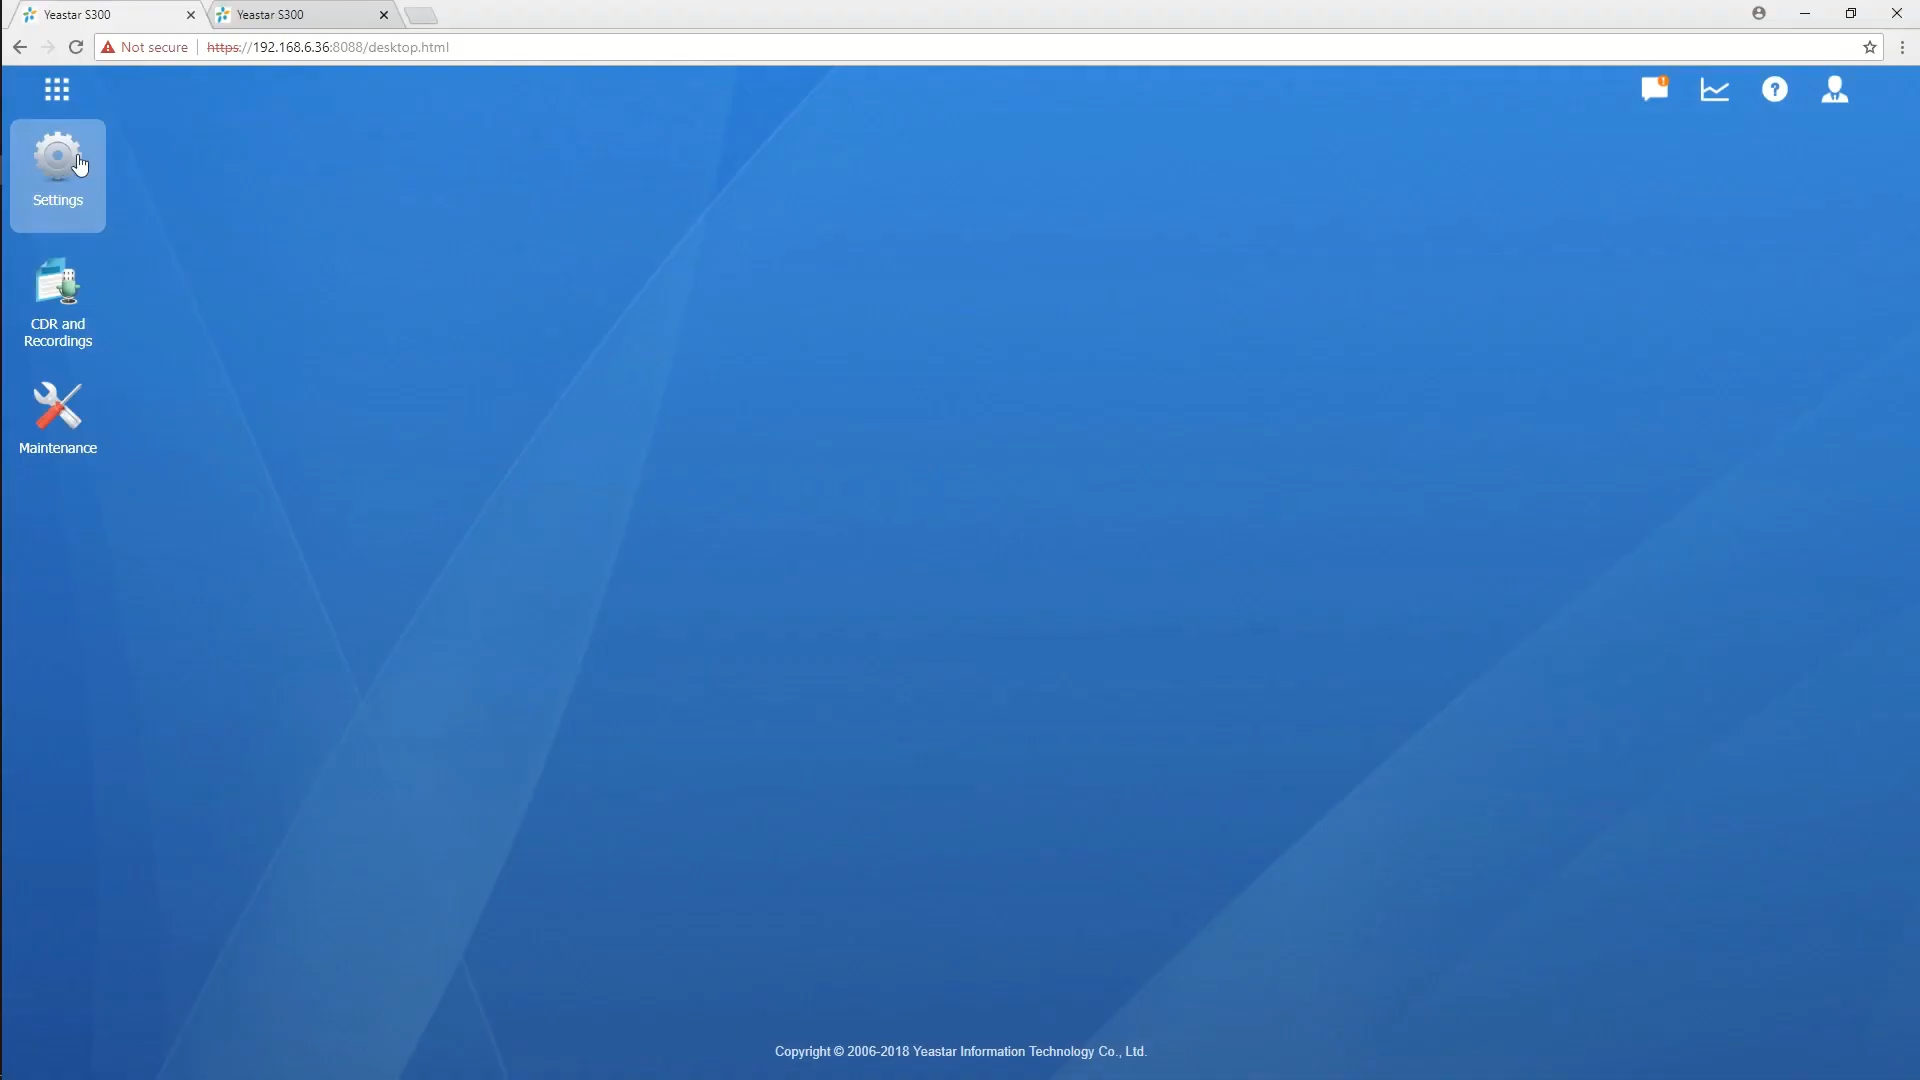 Yeastar S300
Yeastar S300
Not secure
https://192.168.6.36:8088/desktop.html
Settings
CDR and
Recordings
Maintenance
Copyright © 2006-2018 Yeastar Information Technology Co., Ltd.